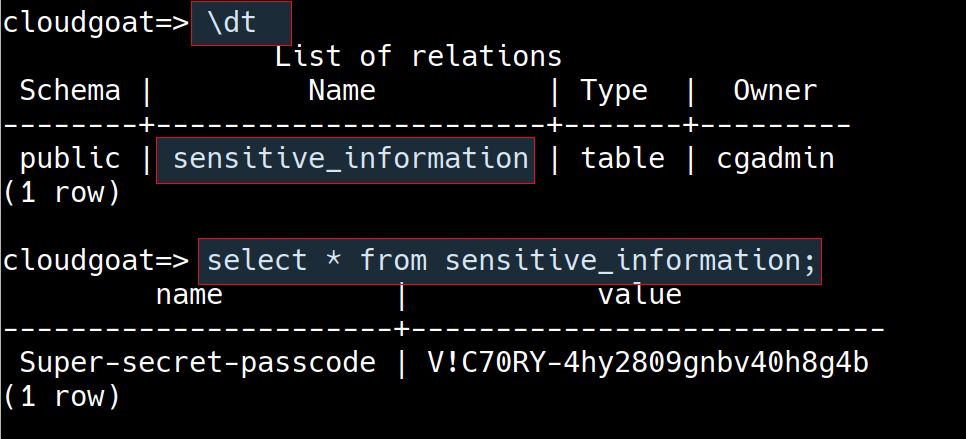 cloudgoat=> \dt
List of relations
Schema | Name | Type | Owner
--------+-----------------------+-------+---------
public | sensitive_information | table | cgadmin
(1 row)
cloudgoat=> select * from sensitive_information;
name | value
-----------------------+----------------------------
Super-secret-passcode | V!C70RY-4hy2809gnbv40h8g4b
(1 row)